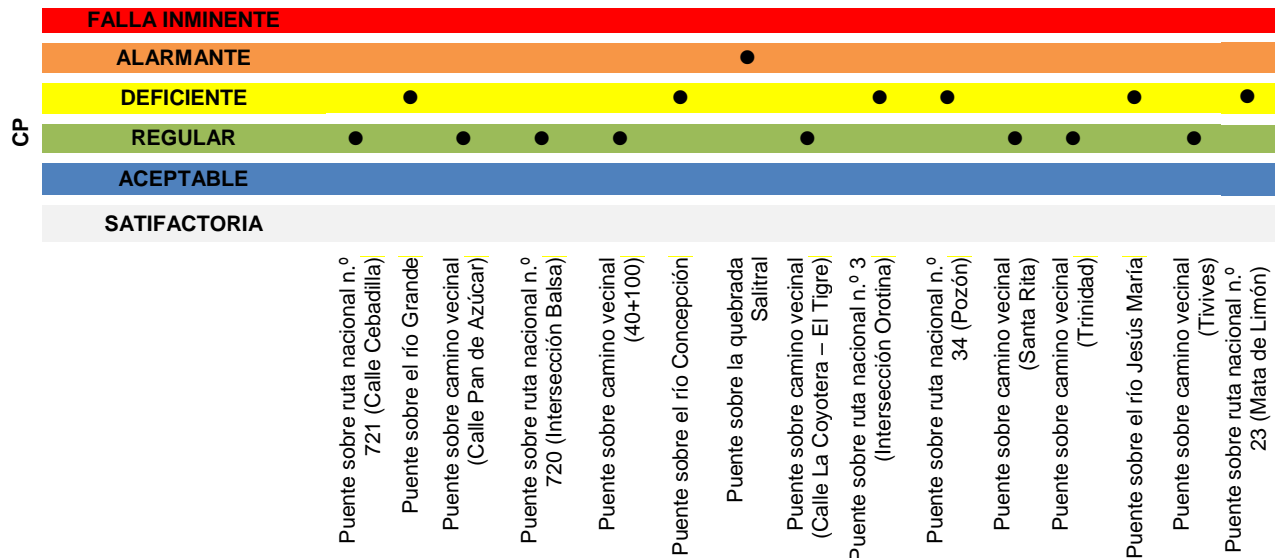 FALLA INMINENTE
ALARMANTE
DEFICIENTE
CP
REGULAR
ACEPTABLE
SATIFACTORIA
Puente sobre ruta nacional n.º
721 (Calle Cebadilla)
Puente sobre el río Grande
Puente sobre camino vecinal
(Calle Pan de Azúcar)
Puente sobre ruta nacional n.º
720 (Intersección Balsa)
Puente sobre camino vecinal
(40+100)
Puente sobre el río Concepción
Puente sobre la quebrada
Salitral
Puente sobre camino vecinal
(Calle La Coyotera – El Tigre)
Puente sobre ruta nacional n.º 3
(Intersección Orotina)
Puente sobre ruta nacional n.º
34 (Pozón)
Puente sobre camino vecinal
(Santa Rita)
Puente sobre camino vecinal
(Trinidad)
Puente sobre el río Jesús María
Puente sobre camino vecinal
(Tivives)
Puente sobre ruta nacional n.º
23 (Mata de Limón)